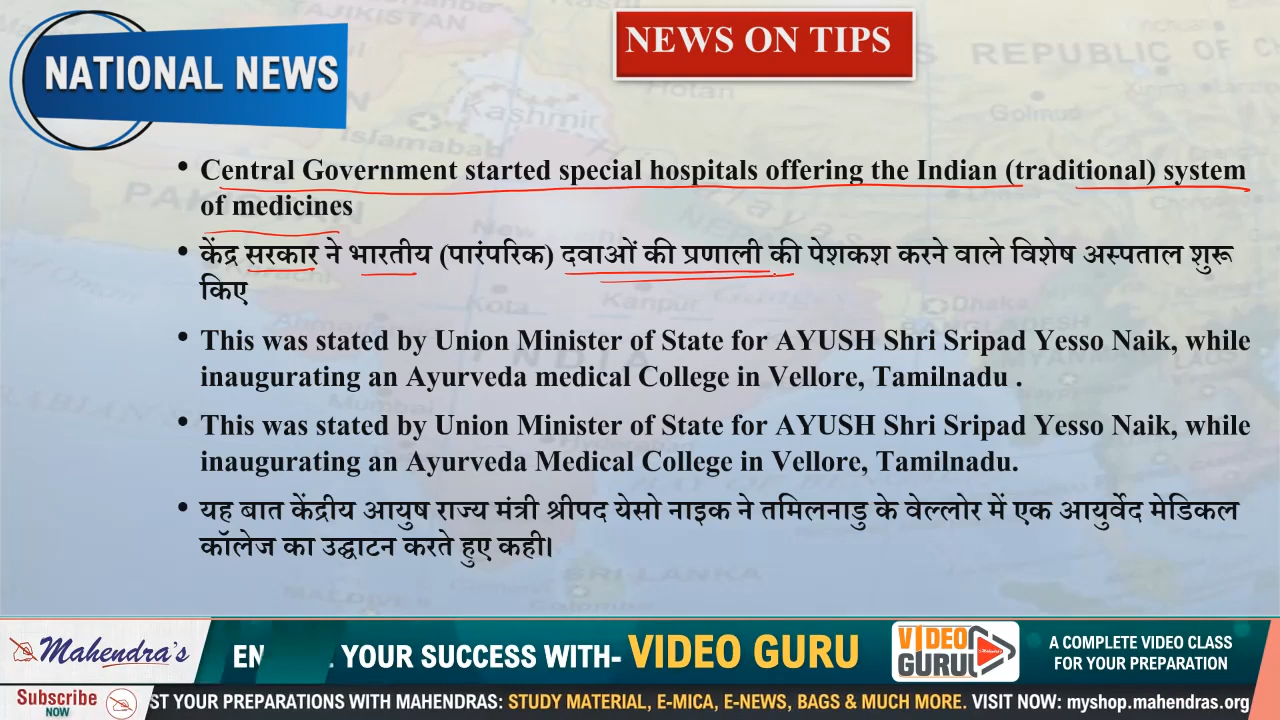 NATIONAL NEWS
NEWS ON TIPS
• Central Government started special hospitals offering the Indian (traditional) system
of medicines
• केंद्र सरकार ने भारतीय (पारंपरिक) दवाओं की प्रणाली की पेशकश करने वाले विशेष अस्पताल शुरू
किए
• This was stated by Union Minister of State for AYUSH Shri Sripad Yesso Naik, while
inaugurating an Ayurveda medical College in Vellore, Tamilnadu .
• This was stated by Union Minister of State for AYUSH Shri Sripad Yesso Naik, while
inaugurating an Ayurveda Medical College in Vellore, Tamilnadu.
• यह बात केंद्रीय आयुष राज्य मंत्री श्रीपद येसो नाइक ने तमिलनाडु के वेल्लोर में एक आयुर्वेद मेडिकल
कॉलेज का उद्घाटन करते हुए कही।
Mahendra's
YOUR SUCCESS WITH- VIDEO GURU
VIDEO
GURU
A COMPLETE VIDEO CLASS
FOR YOUR PREPARATION
Subscribe
NOW
ST YOUR PREPARATIONS WITH MAHENDRAS: STUDY MATERIAL, E-MICA, E-NEWS, BAGS & MUCH MORE. VISIT NOW: myshop.mahendras.org